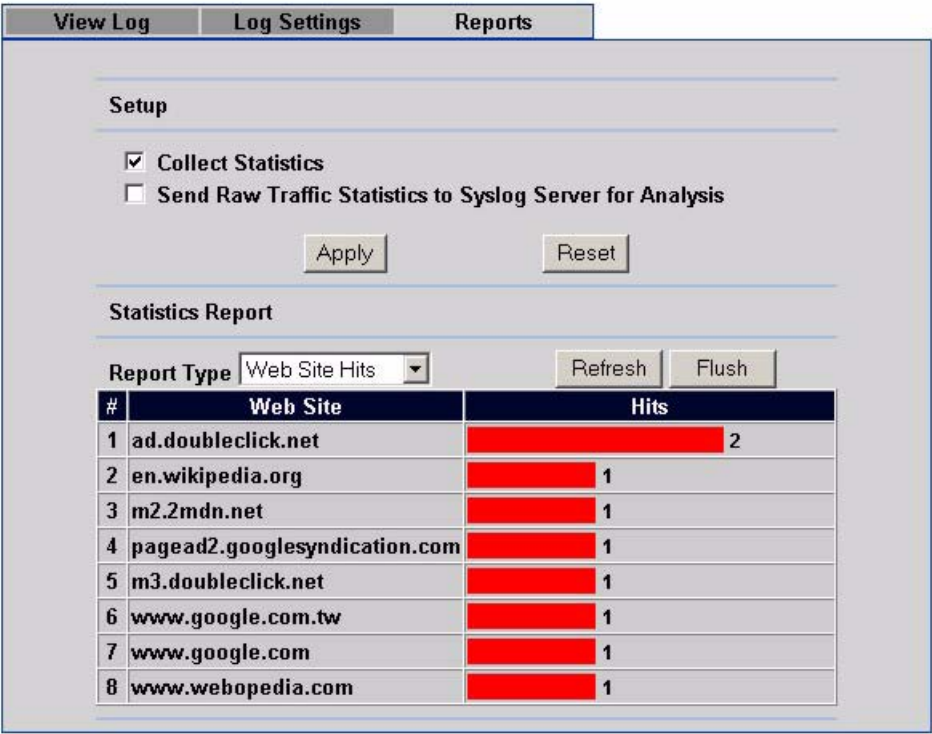 View Log Log Settings Reports
Setup
Collect Statistics
Send Raw Traffic Statistics to Syslog Server for Analysis
Apply Reset
Statistics Report
Report Type Web Site Hits Refresh Flush
# Web Site Hits
1 ad.doubleclick.net 2
2 en.wikipedia.org 1
3 m2.2mdn.net 1
4 pagead2.googlesyndication.com 1
5 m3.doubleclick.net 1
6 www.google.com.tw 1
7 www.google.com 1
8 www.webopedia.com 1